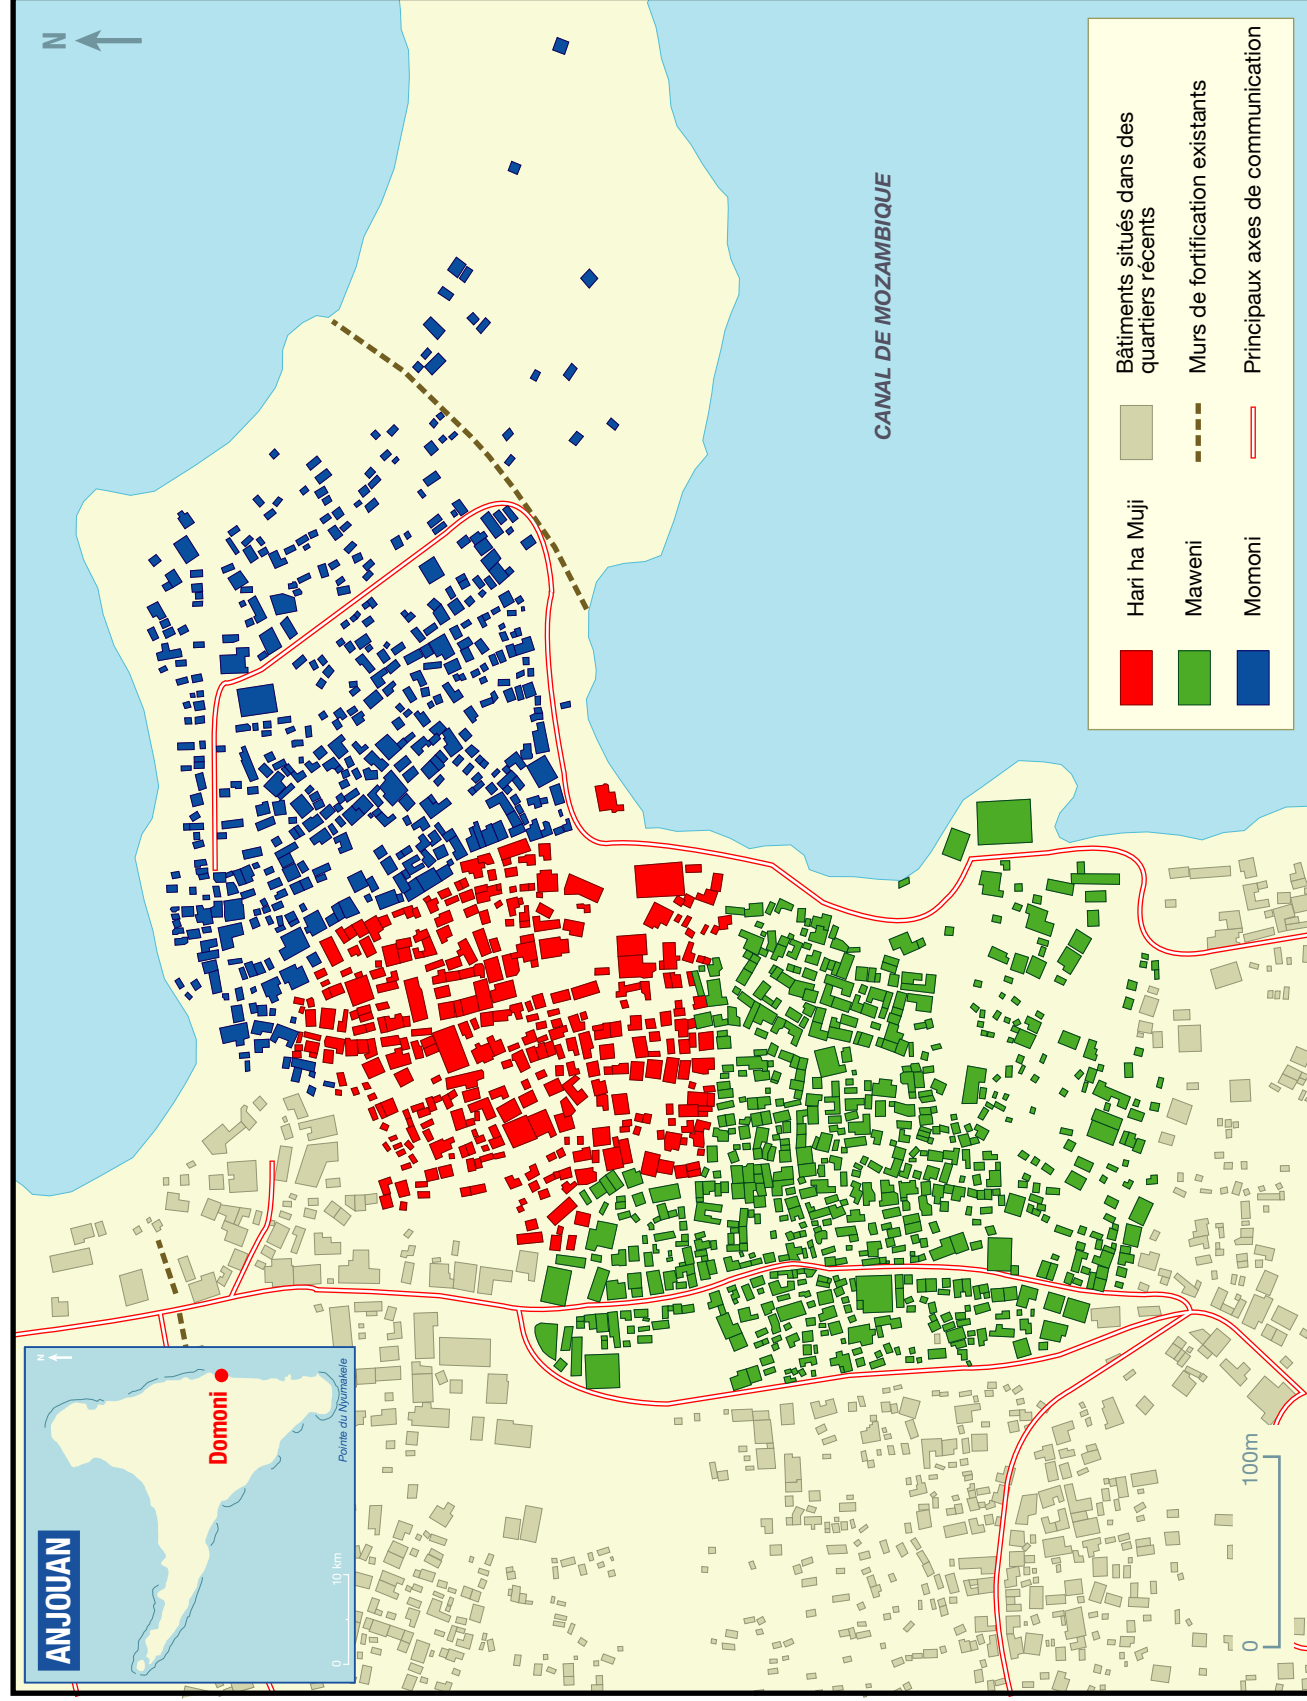 ANJOUAN
N
Domoni
Pointe du Nyumakele
0
10 km
N
CANAL DE MOZAMBIQUE
0
100m
Hari ha Muji
Maweni
Momoni
Bâtiments situés dans des
quartiers récents
Murs de fortification existants
Principaux axes de communication